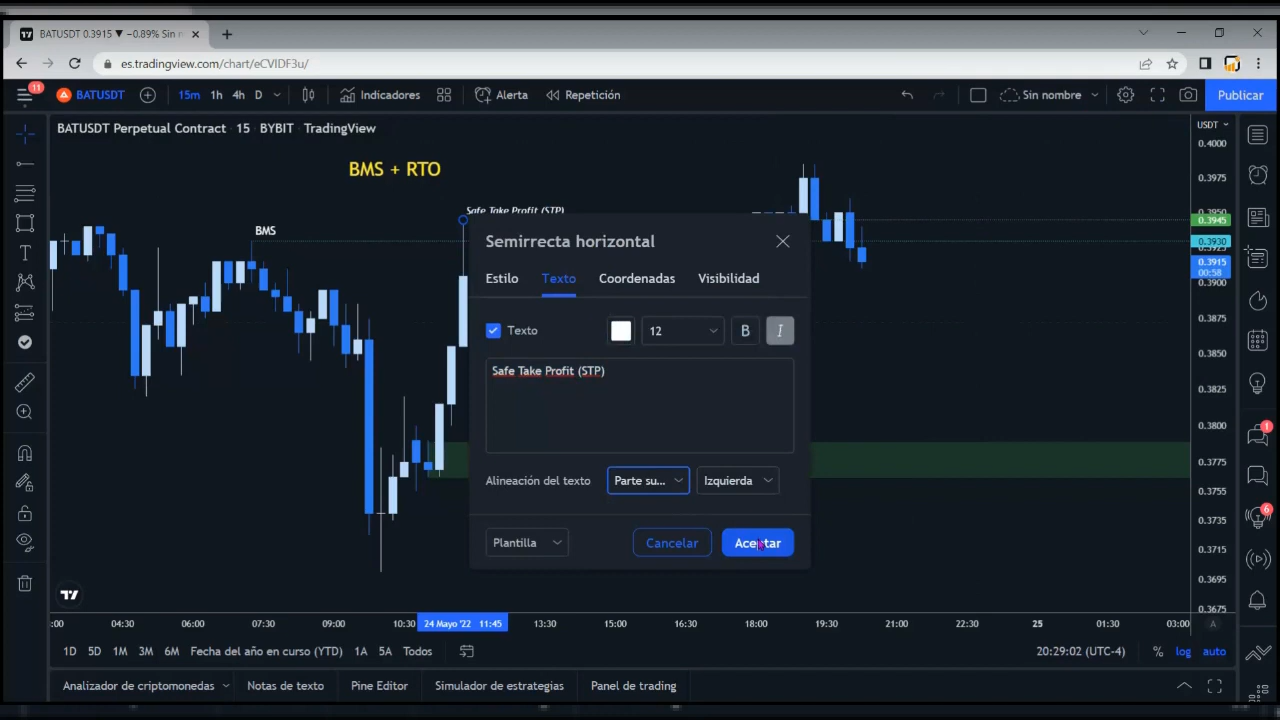 BATUSDT 0.3915 ▼ −0.89% Sin n
es.tradingview.com/chart/eCVIDF3u/
11
BATUSDT
15m 1h 4h D
Indicadores
Alerta
Repetición
Sin nombre
Publicar
BATUSDT Perpetual Contract · 15 · BYBIT · TradingView
USDT
BMS + RTO
Safe Take Profit (STP)
BMS
0.4000
0.3975
0.3950
0.3945
0.3930
0.3925
0.3915
00:58
0.3900
0.3875
0.3850
0.3825
0.3800
0.3775
0.3755
0.3735
0.3715
0.3695
0.3675
Semirrecta horizontal
Estilo Texto Coordenadas Visibilidad
Texto 12 B I
Safe Take Profit (STP)
Alineación del texto Parte su... Izquierda
Plantilla Cancelar Aceptar
1
6
:00 04:30 06:00 07:30 09:00 10:30 24 Mayo '22 11:45 13:30 15:00 16:30 18:00 19:30 21:00 22:30 25 01:30 03:00 A
1D 5D 1M 3M 6M Fecha del año en curso (YTD) 1A 5A Todos 20:29:02 (UTC-4) % log auto
Analizador de criptomonedas Notas de texto Pine Editor Simulador de estrategias Panel de trading